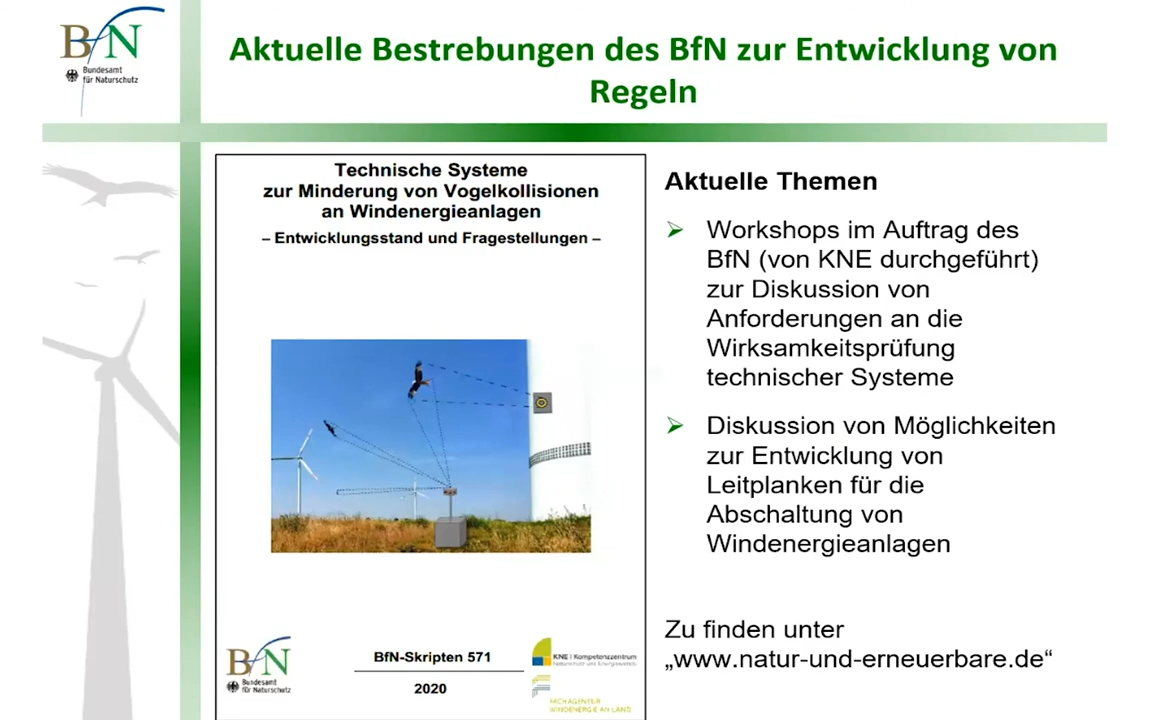 BfN
Bundesamt
für Naturschutz
Aktuelle Bestrebungen des BfN zur Entwicklung von
Regeln
Technische Systeme
zur Minderung von Vogelkollisionen
an Windenergieanlagen
– Entwicklungsstand und Fragestellungen –
BfN
Bundesamt
für Naturschutz
BfN-Skripten 571
2020
KNE | Kompetenzzentrum
Naturschutz und Energiewende
FACHAGENTUR
WINDENERGIE AN LAND
Aktuelle Themen
Workshops im Auftrag des
BfN (von KNE durchgeführt)
zur Diskussion von
Anforderungen an die
Wirksamkeitsprüfung
technischer Systeme
Diskussion von Möglichkeiten
zur Entwicklung von
Leitplanken für die
Abschaltung von
Windenergieanlagen
Zu finden unter
„www.natur-und-erneuerbare.de“